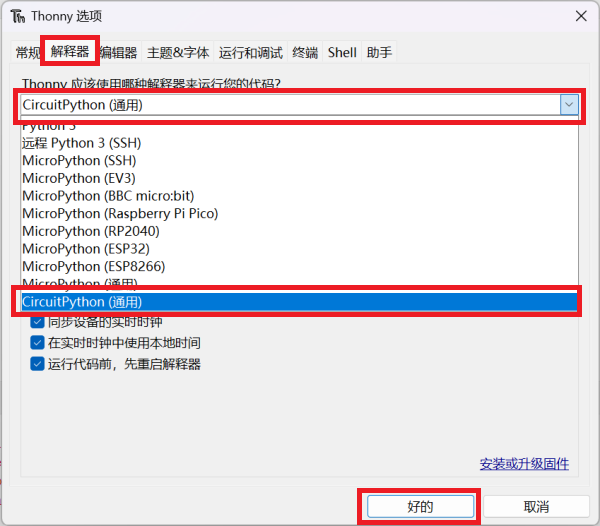 Thonny 选项
常规 解释器 编辑器 主题&字体 运行和调试 终端 Shell 助手
Thonny 应该使用哪种解释器来运行您的代码?
CircuitPython (通用)
Python 3
远程 Python 3 (SSH)
MicroPython (SSH)
MicroPython (EV3)
MicroPython (BBC micro:bit)
MicroPython (Raspberry Pi Pico)
MicroPython (RP2040)
MicroPython (ESP32)
MicroPython (ESP8266)
MicroPython (通用)
CircuitPython (通用)
同步设备的实时时钟
在实时时钟中使用本地时间
运行代码前，先重启解释器
安装或升级固件
好的 取消